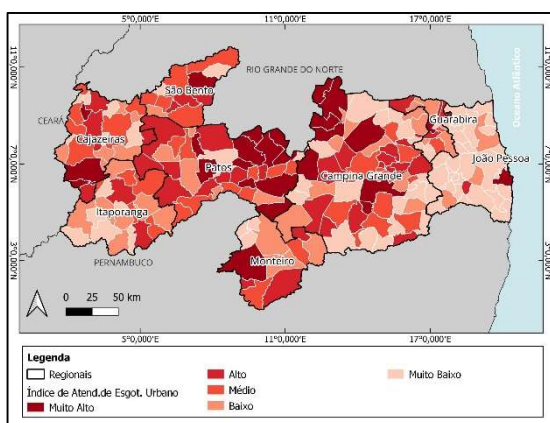 5°0,000'E 11°0,000'E 17°0,000'E
11°0,000'N 11°0,000'N
RIO GRANDE DO NORTE
Oceano Atlântico
São Bento
CEARÁ
Guarabira
Cajazeiras
João Pessoa
7°0,000'N Patos 7°0,000'N
Campina Grande
Itaporanga
PERNAMBUCO
Monteiro
3°0,000'N 3°0,000'N
0 25 50 km
5°0,000'E 11°0,000'E 17°0,000'E
Legenda
Regionais
Índice de Atend.de Esgot. Urbano
Muito Alto
Alto
Médio
Baixo
Muito Baixo